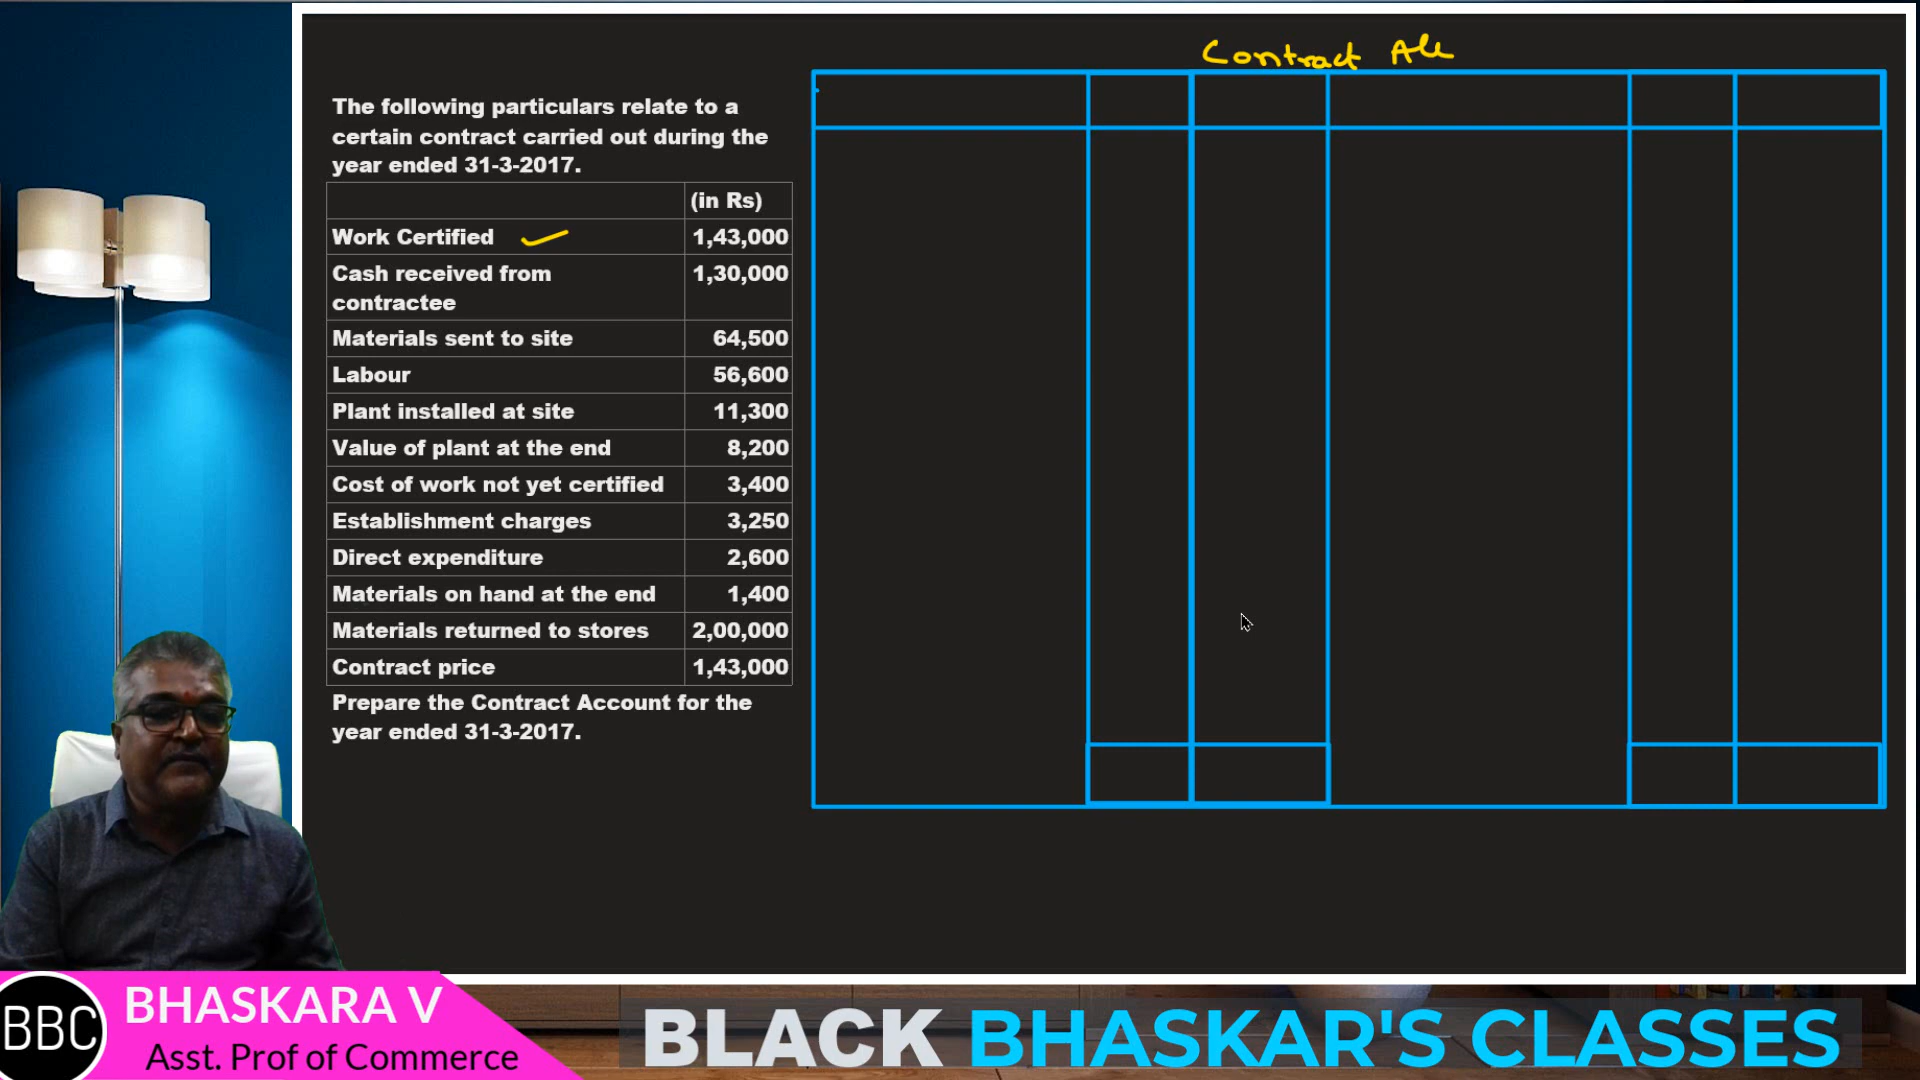 Contract A/c
The following particulars relate to a
certain contract carried out during the
year ended 31-3-2017.
(in Rs)
Work Certified 1,43,000
Cash received from 1,30,000
contractee
Materials sent to site 64,500
Labour 56,600
Plant installed at site 11,300
Value of plant at the end 8,200
Cost of work not yet certified 3,400
Establishment charges 3,250
Direct expenditure 2,600
Materials on hand at the end 1,400
Materials returned to stores 2,00,000
Contract price 1,43,000
Prepare the Contract Account for the
year ended 31-3-2017.
BBC
BHASKARA V
Asst. Prof of Commerce
BLACK BHASKAR'S CLASSES